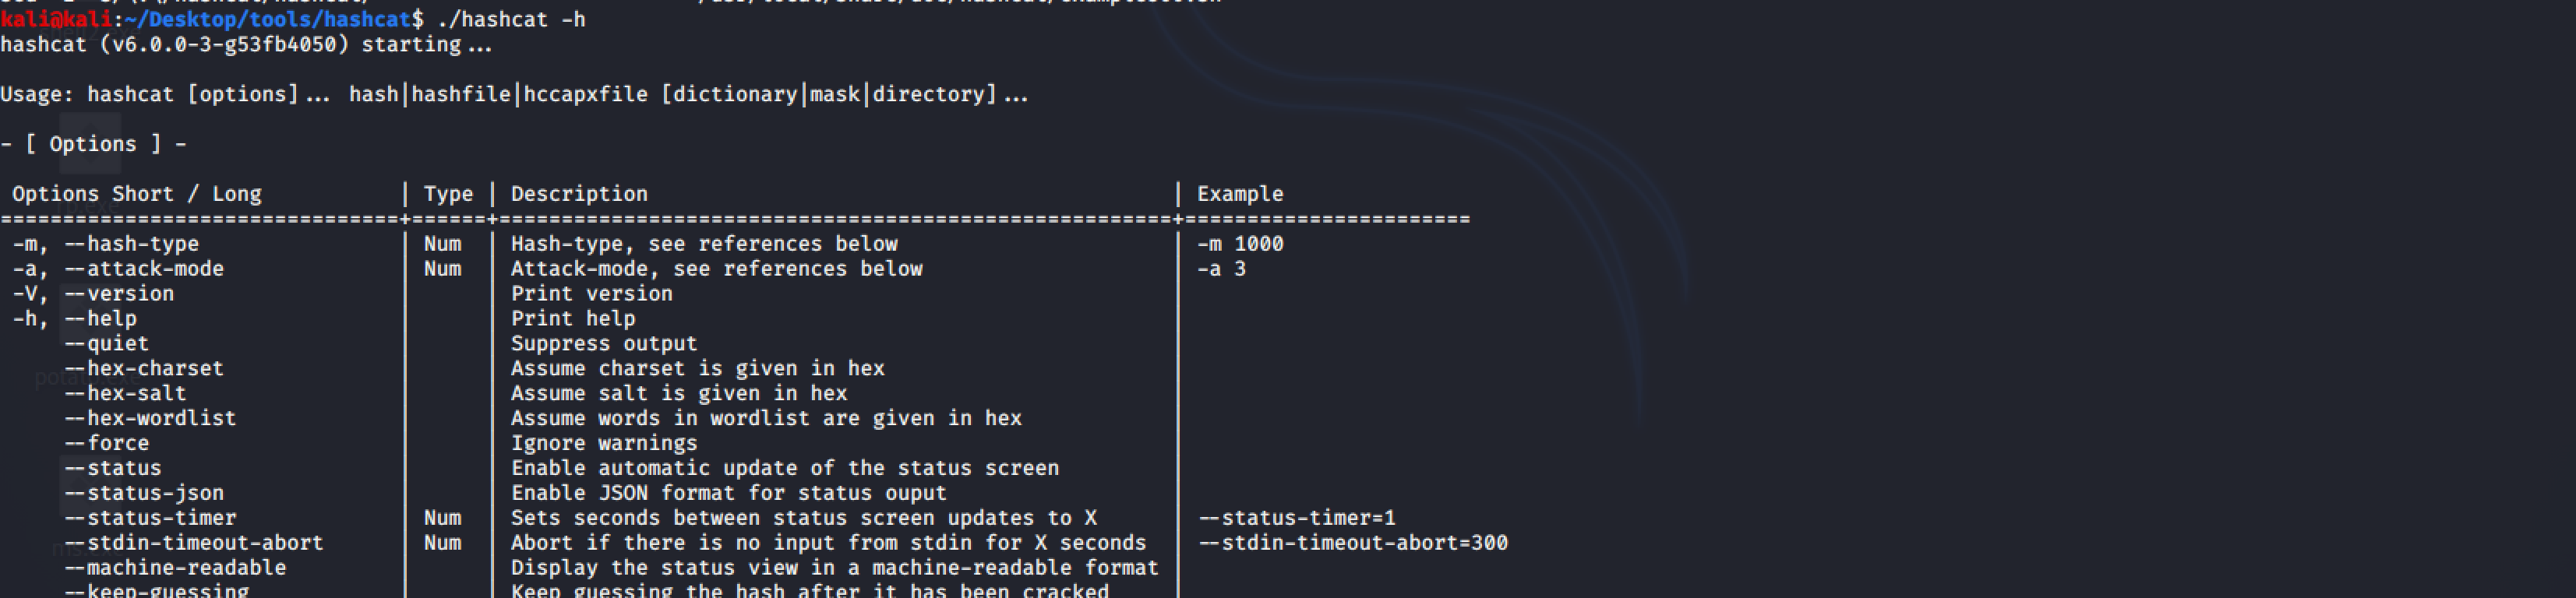 kali@kali:~/Desktop/tools/hashcat$ ./hashcat -h
hashcat (v6.0.0-3-g53fb4050) starting...
Usage: hashcat [options]... hash|hashfile|hccapxfile [dictionary|mask|directory]...
- [ Options ] -
Options Short / Long | Type | Description | Example
================================+======+======================================================+=======================
-m, --hash-type | Num | Hash-type, see references below | -m 1000
-a, --attack-mode | Num | Attack-mode, see references below | -a 3
-V, --version | | Print version |
-h, --help | | Print help |
--quiet | | Suppress output |
--hex-charset | | Assume charset is given in hex |
--hex-salt | | Assume salt is given in hex |
--hex-wordlist | | Assume words in wordlist are given in hex |
--force | | Ignore warnings |
--status | | Enable automatic update of the status screen |
--status-json | | Enable JSON format for status ouput |
--status-timer | Num | Sets seconds between status screen updates to X | --status-timer=1
--stdin-timeout-abort | Num | Abort if there is no input from stdin for X seconds | --stdin-timeout-abort=300
--machine-readable | | Display the status view in a machine-readable format |
--keep-guessing | | Keep guessing the hash after it has been cracked |